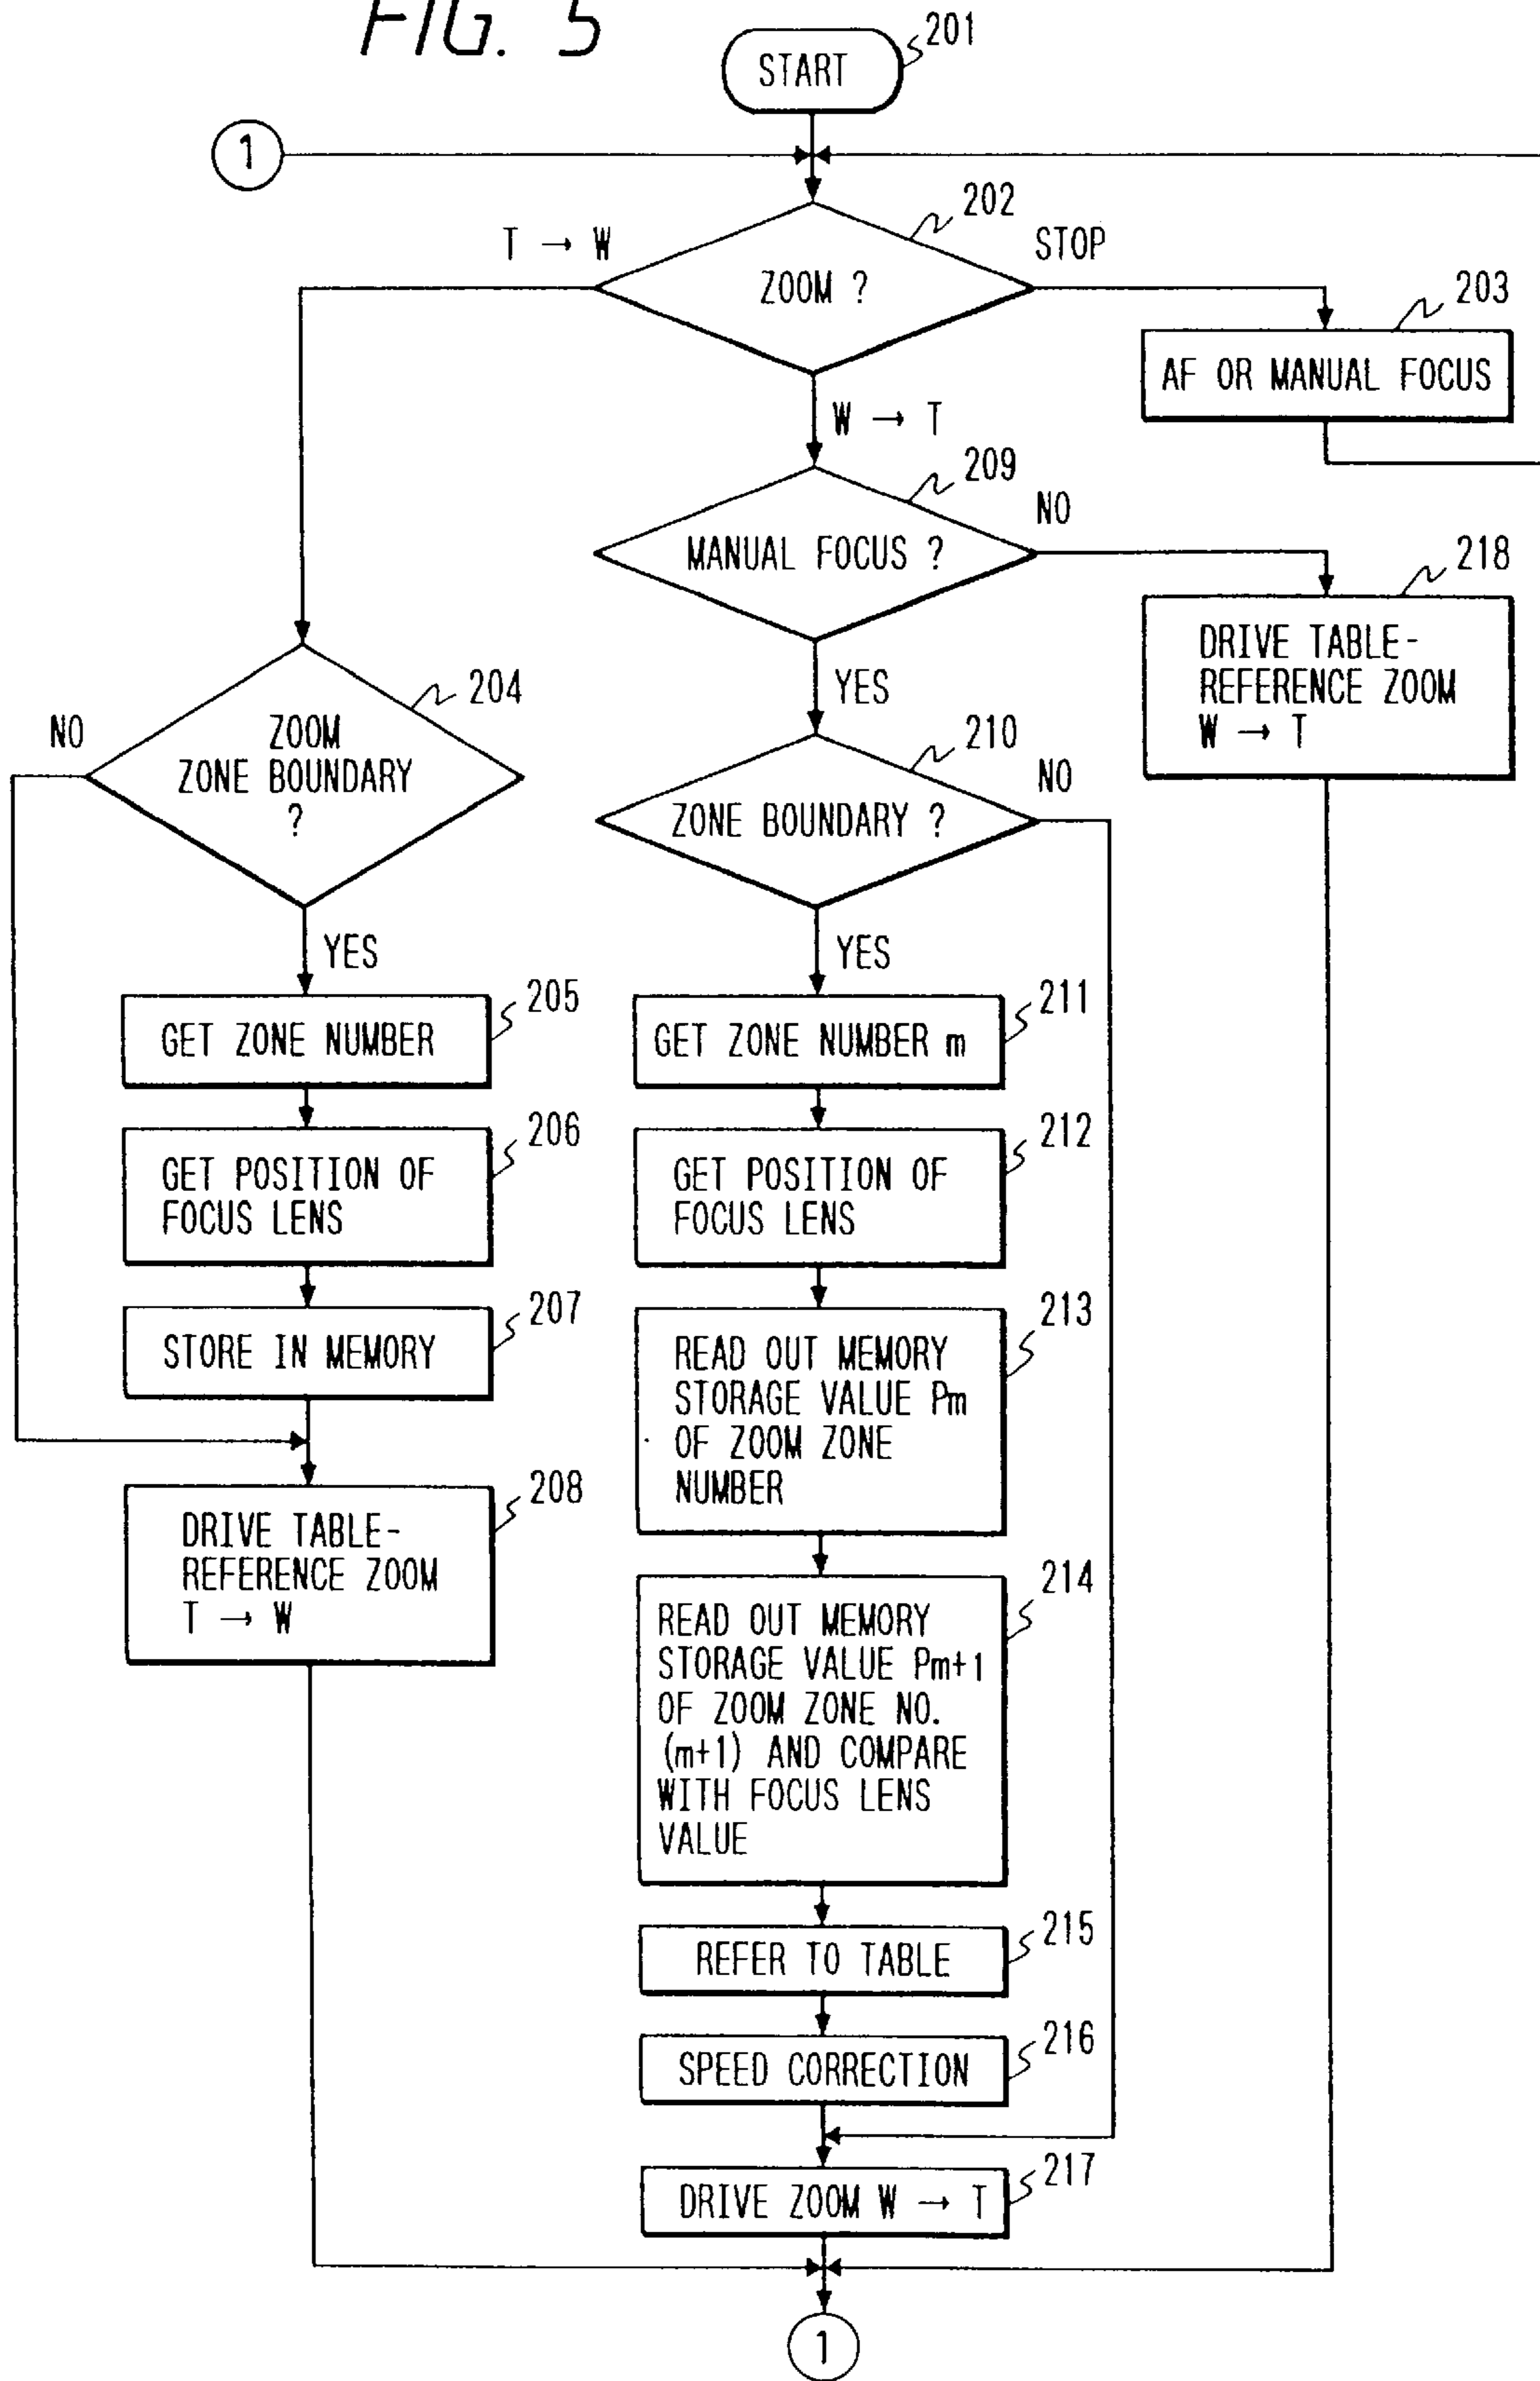 FIG. 5
START
201
1
202
T → W
STOP
ZOOM ?
203
AF OR MANUAL FOCUS
W → T
209
NO
MANUAL FOCUS ?
218
DRIVE TABLE-
REFERENCE ZOOM
W → T
YES
204
NO
ZOOM
ZONE BOUNDARY
?
210
NO
ZONE BOUNDARY ?
YES
YES
205
GET ZONE NUMBER
211
GET ZONE NUMBER m
206
GET POSITION OF
FOCUS LENS
212
GET POSITION OF
FOCUS LENS
207
STORE IN MEMORY
213
READ OUT MEMORY
STORAGE VALUE Pm
OF ZOOM ZONE
NUMBER
208
DRIVE TABLE-
REFERENCE ZOOM
T → W
214
READ OUT MEMORY
STORAGE VALUE Pm+1
OF ZOOM ZONE NO.
(m+1) AND COMPARE
WITH FOCUS LENS
VALUE
215
REFER TO TABLE
216
SPEED CORRECTION
217
DRIVE ZOOM W → T
1